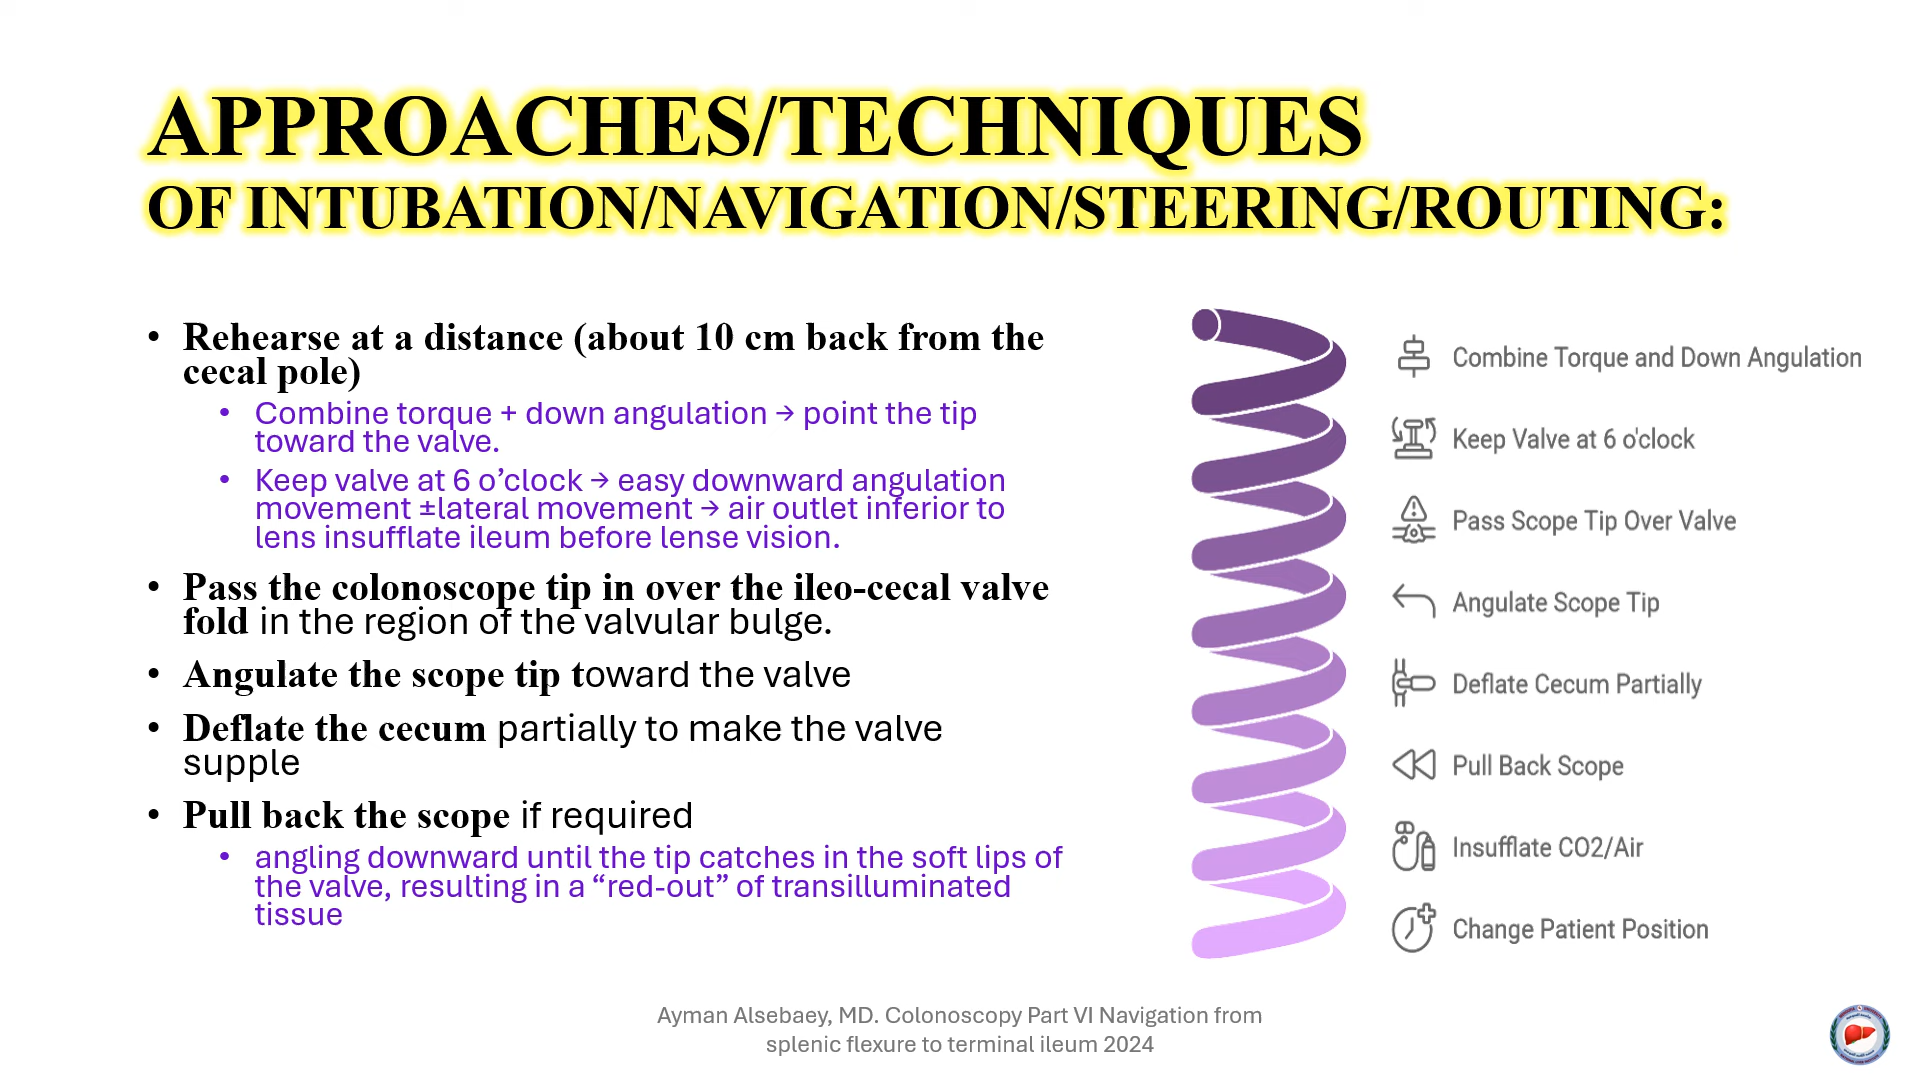 APPROACHES/TECHNIQUES
OF INTUBATION/NAVIGATION/STEERING/ROUTING:
• Rehearse at a distance (about 10 cm back from the
cecal pole)
• Combine torque + down angulation → point the tip
toward the valve.
• Keep valve at 6 o’clock → easy downward angulation
movement ±lateral movement → air outlet inferior to
lens insufflate ileum before lense vision.
• Pass the colonoscope tip in over the ileo-cecal valve
fold in the region of the valvular bulge.
• Angulate the scope tip toward the valve
• Deflate the cecum partially to make the valve
supple
• Pull back the scope if required
• angling downward until the tip catches in the soft lips of
the valve, resulting in a “red-out” of transilluminated
tissue
Combine Torque and Down Angulation
Keep Valve at 6 o'clock
Pass Scope Tip Over Valve
Angulate Scope Tip
Deflate Cecum Partially
Pull Back Scope
Insufflate CO2/Air
Change Patient Position
Ayman Alsebaey, MD. Colonoscopy Part VI Navigation from
splenic flexure to terminal ileum 2024